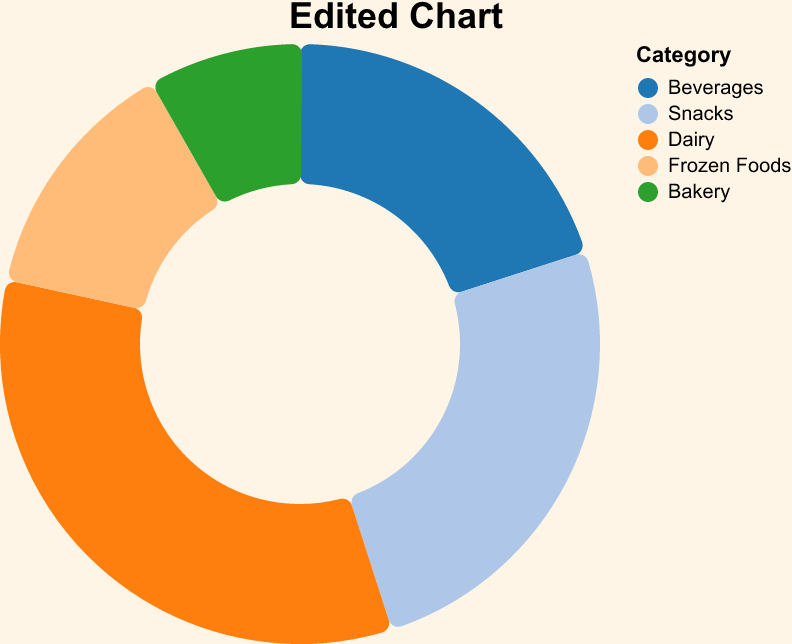 Edited Chart
Category
Beverages
Snacks
Dairy
Frozen Foods
Bakery